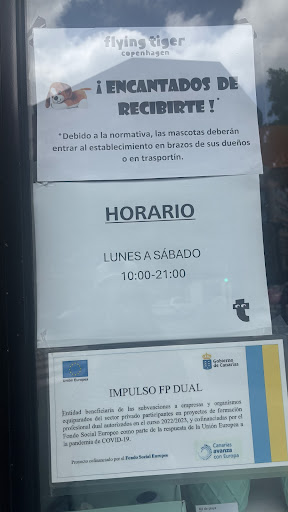 flying tiger
copenhagen
¡ ENCANTADOS DE
RECIBIRTE !*
*Debido a la normativa, las mascotas deberán
entrar al establecimiento en brazos de sus dueños
o en trasportín.
HORARIO
LUNES A SÁBADO
10:00-21:00
t
Unión Europea
Gobierno
de Canarias
IMPULSO FP DUAL
Entidad beneficiaria de las subvenciones a empresas y organismos
equiparados del sector privado participantes en proyectos de formación
profesional dual autorizados en el curso 2022/2023, y cofinanciadas por el
Fondo Social Europeo como parte de la respuesta de la Unión Europea a
la pandemia de COVID-19.
Proyecto cofinanciado por el Fondo Social Europeo
Canarias
avanza
con Europa